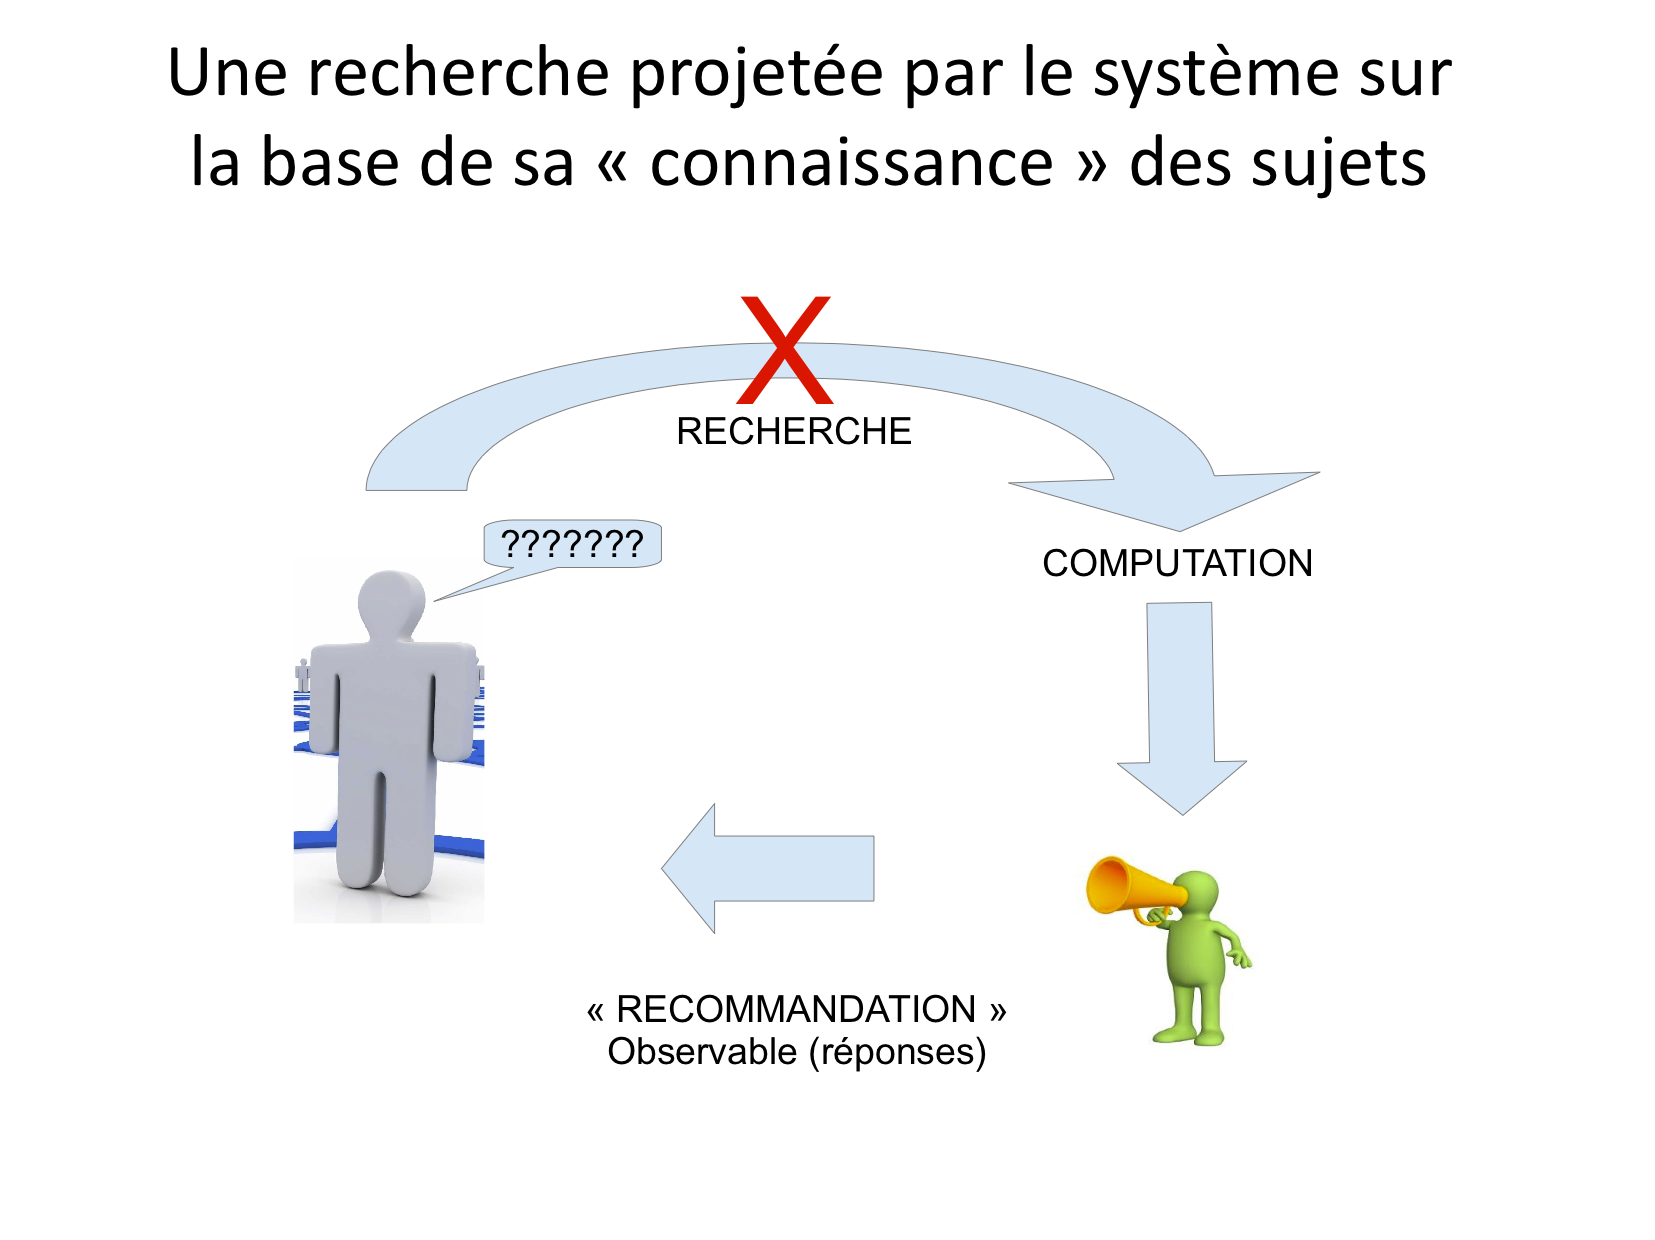 Une recherche projetée par le système sur
la base de sa « connaissance » des sujets
X
RECHERCHE
???????
COMPUTATION
« RECOMMANDATION »
Observable (réponses)